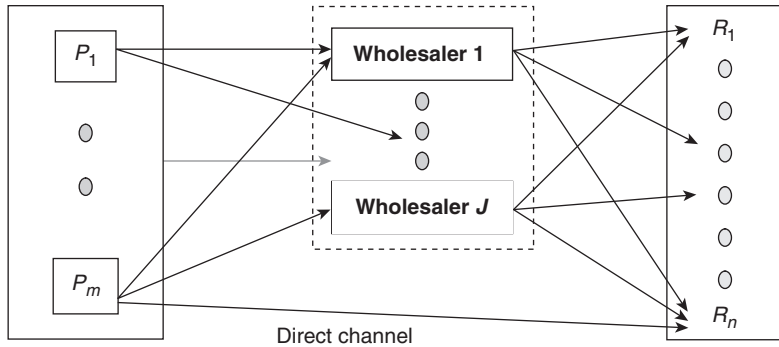 P1
Pm
Wholesaler 1
Wholesaler J
R1
Rn
Direct channel